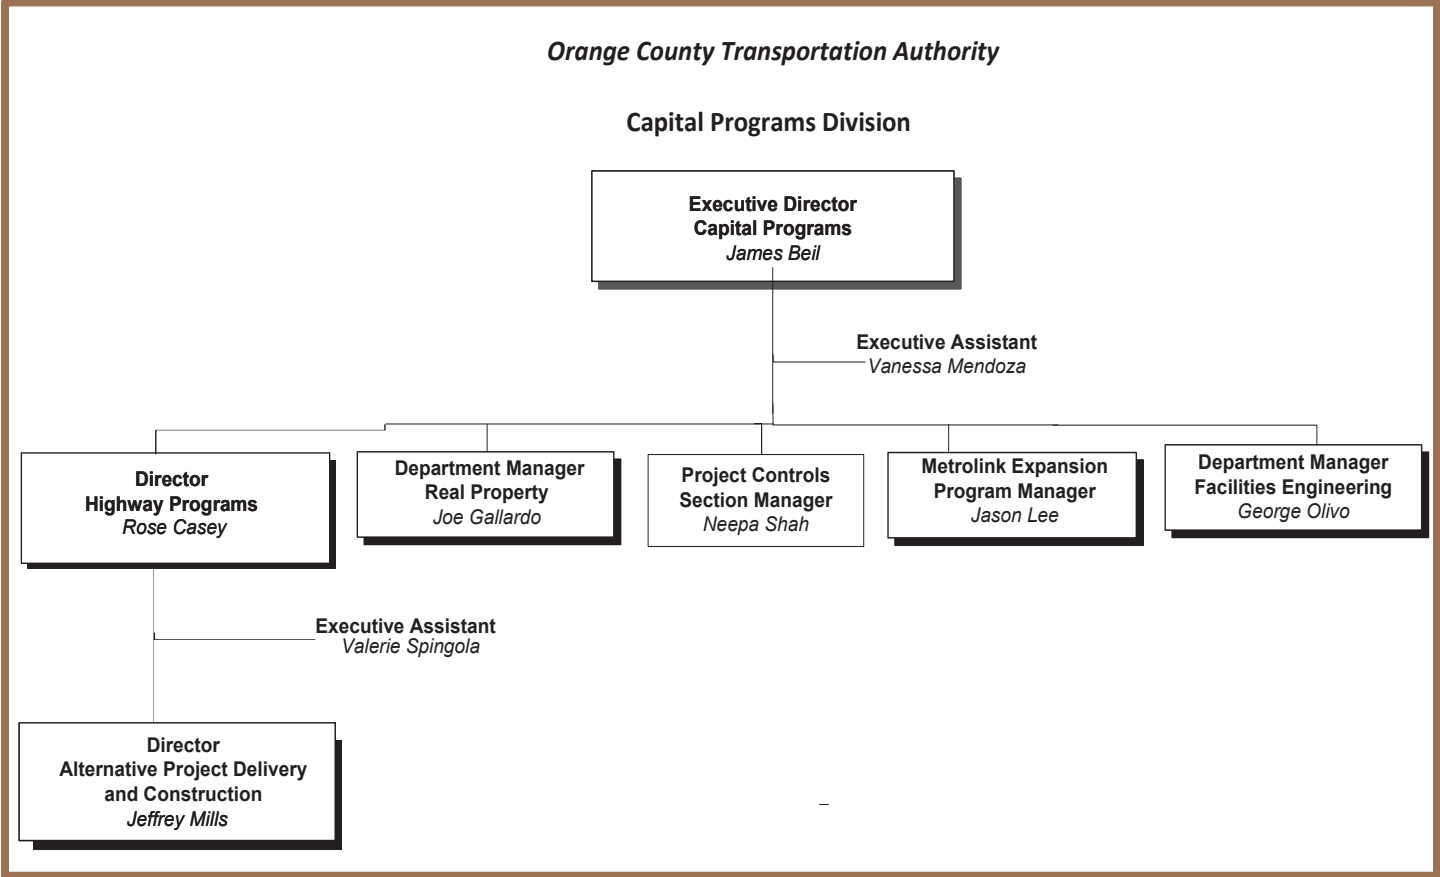 Orange County Transportation Authority
Capital Programs Division
Executive Director
Capital Programs
James Beil
Executive Assistant
Vanessa Mendoza
Director
Highway Programs
Rose Casey
Department Manager
Real Property
Joe Gallardo
Project Controls
Section Manager
Neepa Shah
Metrolink Expansion
Program Manager
Jason Lee
Department Manager
Facilities Engineering
George Olivo
Executive Assistant
Valerie Spingola
Director
Alternative Project Delivery
and Construction
Jeffrey Mills